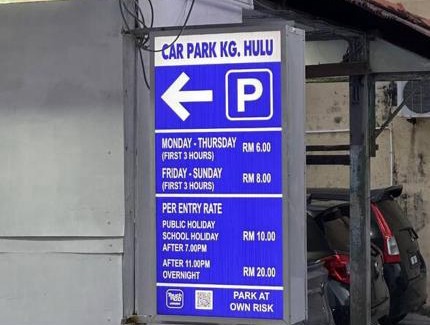 CAR PARK KG. HULU
P
MONDAY - THURSDAY
(FIRST 3 HOURS) RM 6.00
FRIDAY - SUNDAY
(FIRST 3 HOURS) RM 8.00
PER ENTRY RATE
PUBLIC HOLIDAY
SCHOOL HOLIDAY RM 10.00
AFTER 7.00PM
AFTER 11.00PM
OVERNIGHT RM 20.00
PARK AT
OWN RISK